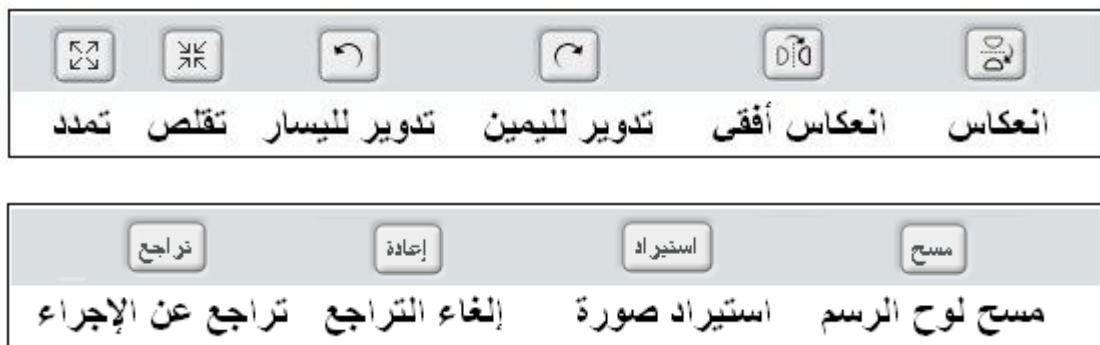 انعكاس انعكاس أفقى تدوير لليمين تدوير لليسار تقلص تمدد
مسح استيراد إعادة تراجع
مسح لوح الرسم استيراد صورة إلغاء التراجع تراجع عن الإجراء